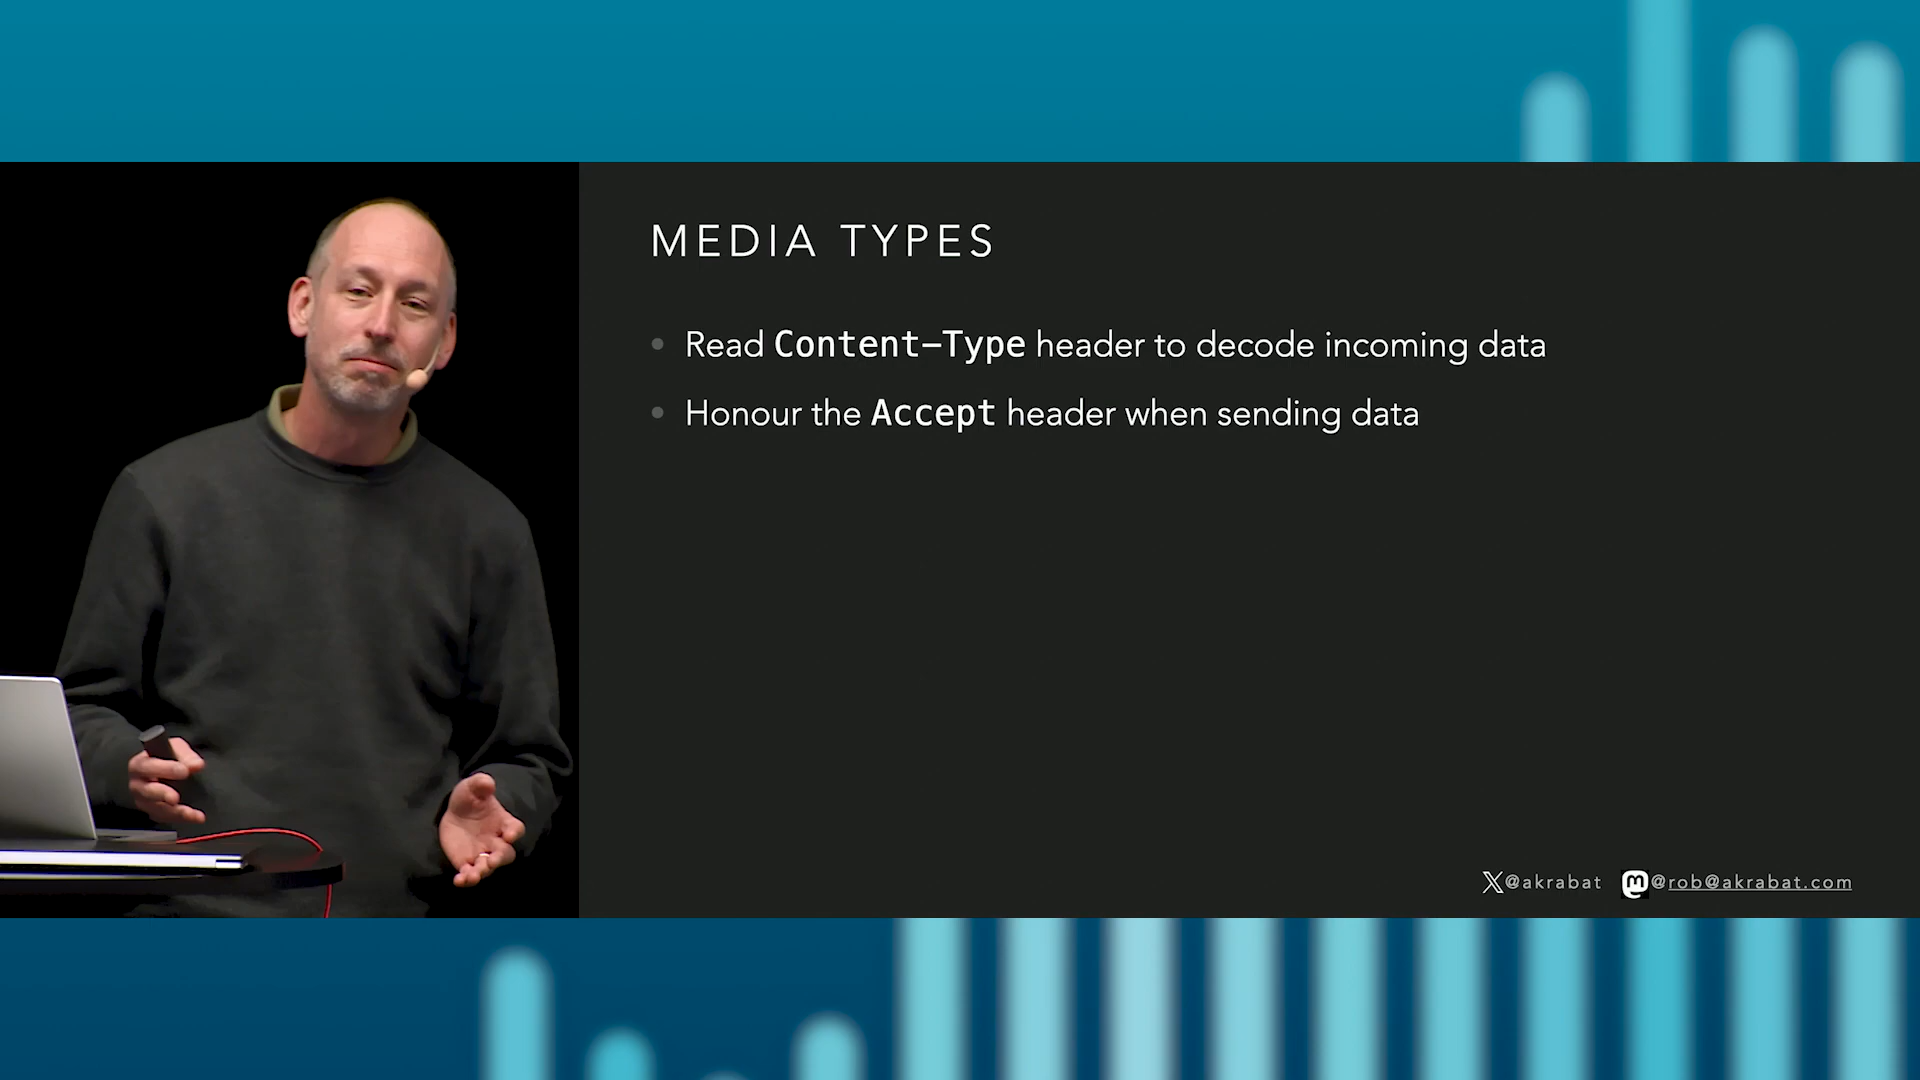 MEDIA TYPES
Read Content-Type header to decode incoming data
Honour the Accept header when sending data
@akrabat @rob@akrabat.com